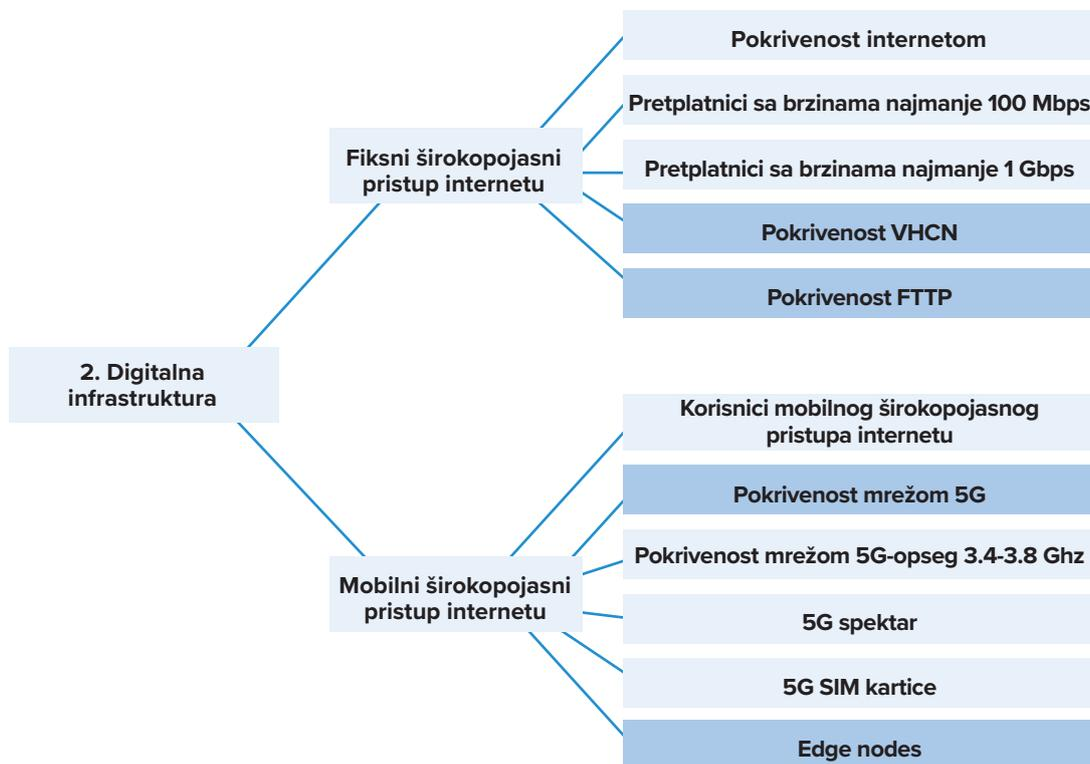 2. Digitalna
infrastruktura
Fiksni širokopojasni
pristup internetu
Pokrivenost internetom
Pretplatnici sa brzinama najmanje 100 Mbps
Pretplatnici sa brzinama najmanje 1 Gbps
Pokrivenost VHCN
Pokrivenost FTTP
Mobilni širokopojasni
pristup internetu
Korisnici mobilnog širokopojasnog
pristupa internetu
Pokrivenost mrežom 5G
Pokrivenost mrežom 5G-opseg 3.4-3.8 Ghz
5G spektar
5G SIM kartice
Edge nodes